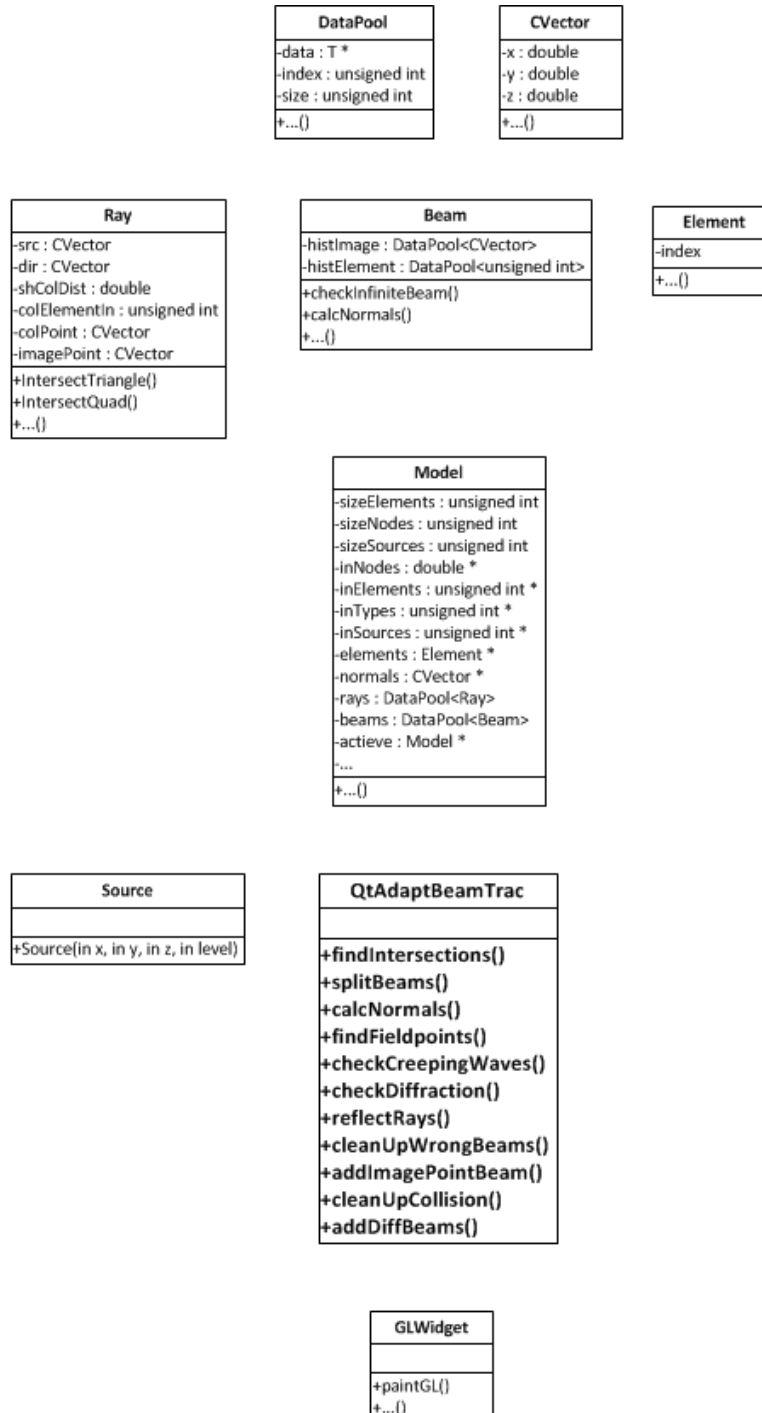 DataPool
-data : T *
-index : unsigned int
-size : unsigned int
+...()
CVector
-x : double
-y : double
-z : double
+...()
Ray
-src : CVector
-dir : CVector
-shColDist : double
-colElementIn : unsigned int
-colPoint : CVector
-imagePoint : CVector
+IntersectTriangle()
+IntersectQuad()
+...()
Beam
-histImage : DataPool<CVector>
-histElement : DataPool<unsigned int>
+checkInfiniteBeam()
+calcNormals()
+...()
Element
-index
+...()
Model
-sizeElements : unsigned int
-sizeNodes : unsigned int
-sizeSources : unsigned int
-inNodes : double *
-inElements : unsigned int *
-inTypes : unsigned int *
-inSources : unsigned int *
-elements : Element *
-normals : CVector *
-rays : DataPool<Ray>
-beams : DataPool<Beam>
-actieve : Model *
-...
+...()
Source
+Source(in x, in y, in z, in level)
QtAdaptBeamTrac
+findIntersections()
+splitBeams()
+calcNormals()
+findFieldpoints()
+checkCreepingWaves()
+checkDiffraction()
+reflectRays()
+cleanUpWrongBeams()
+addImagePointBeam()
+cleanUpCollision()
+addDiffBeams()
GLWidget
+paintGL()
+...()